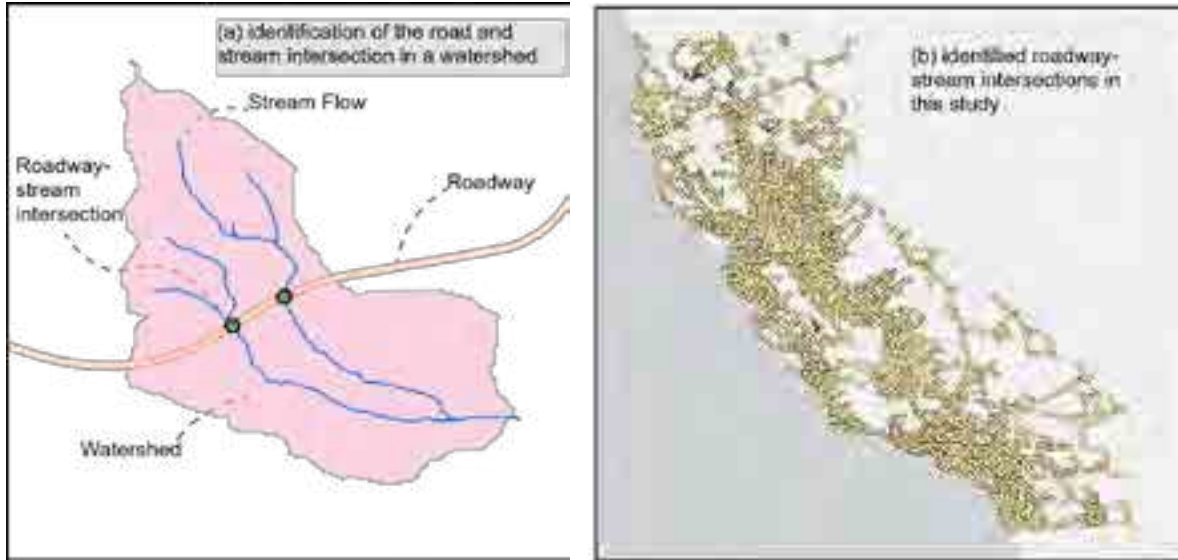 (a) identification of the road and
stream intersection in a watershed
Stream Flow
Roadway-
stream
intersection
Roadway
Watershed
(b) identified roadway-
stream intersections in
this study